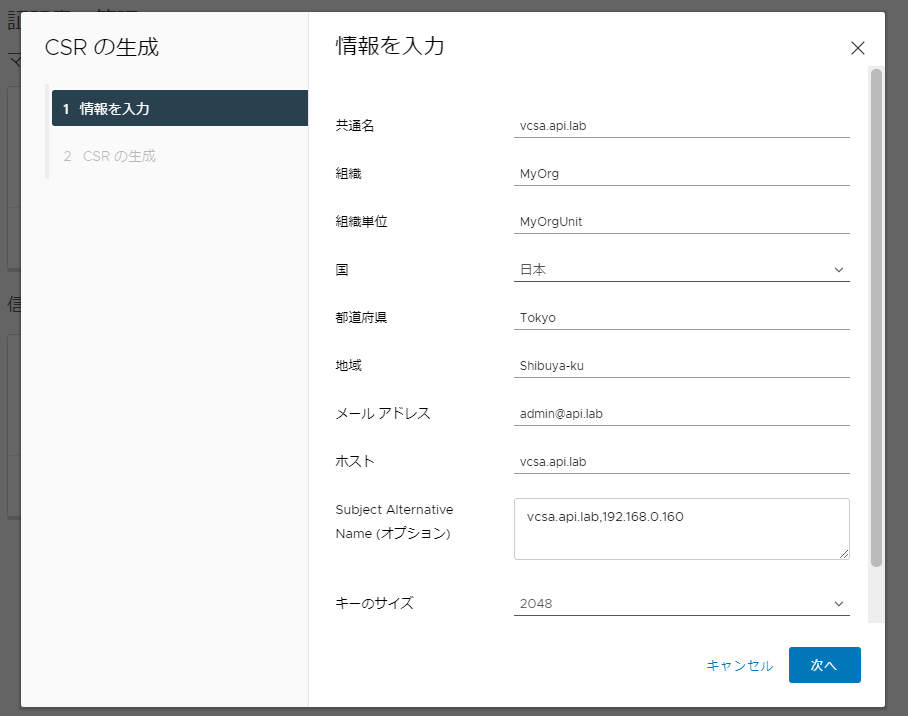 CSR の生成
情報を入力
1 情報を入力
2 CSR の生成
共通名 vcsa.api.lab
組織 MyOrg
組織単位 MyOrgUnit
国 日本
都道府県 Tokyo
地域 Shibuya-ku
メール アドレス admin@api.lab
ホスト vcsa.api.lab
Subject Alternative
Name (オプション)
vcsa.api.lab,192.168.0.160
キーのサイズ 2048
キャンセル 次へ